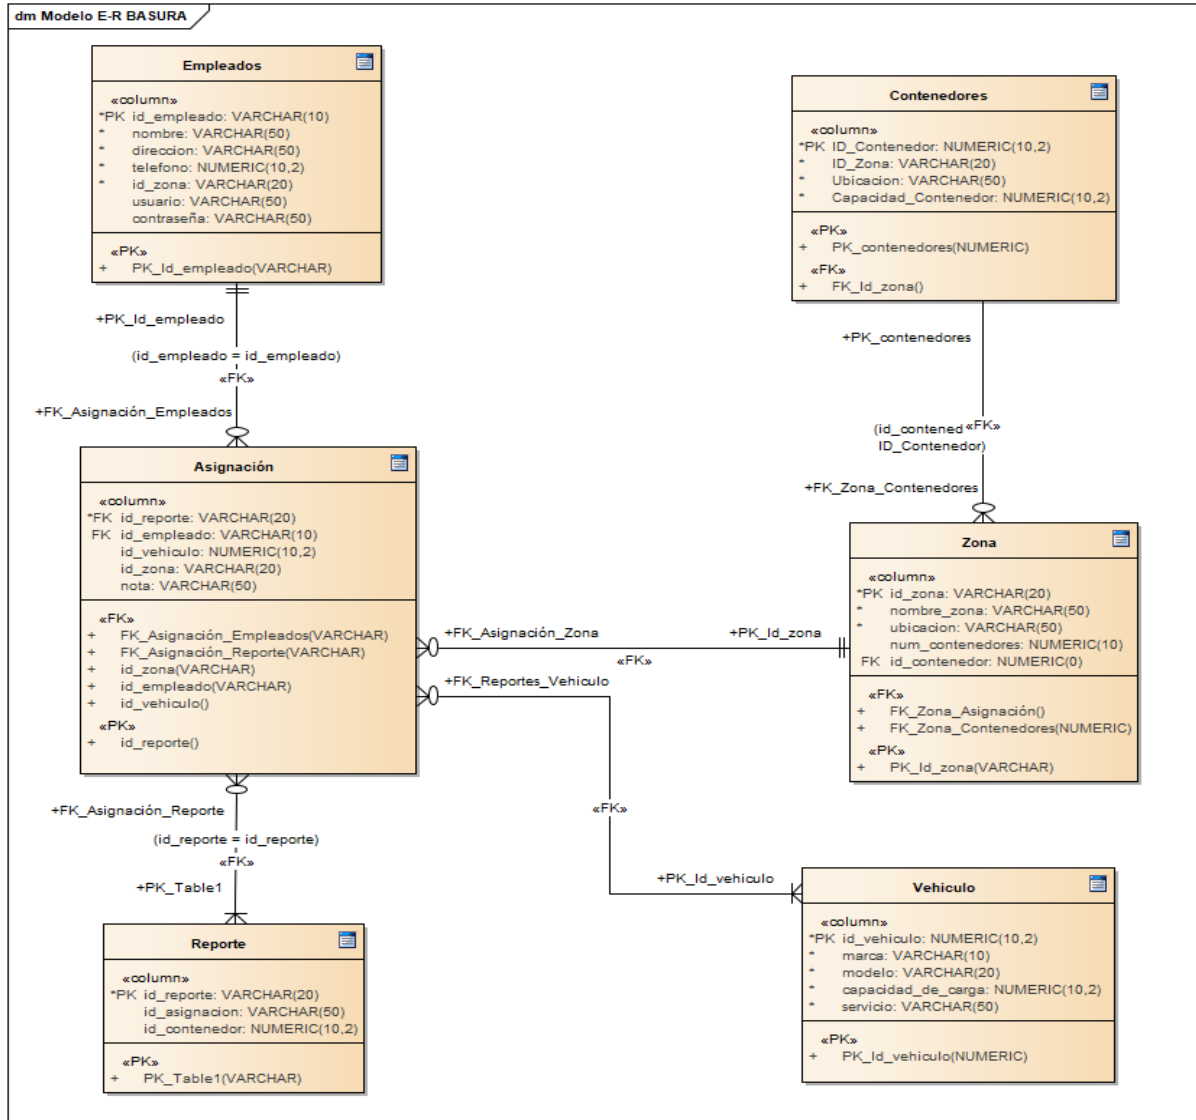 dm Modelo E-R BASURA
Empleados
«column»
*PK id_empleado: VARCHAR(10)
* nombre: VARCHAR(50)
* direccion: VARCHAR(50)
* telefono: NUMERIC(10,2)
* id_zona: VARCHAR(20)
usuario: VARCHAR(50)
contraseña: VARCHAR(50)
«PK»
+ PK_Id_empleado(VARCHAR)
+PK_Id_empleado
(id_empleado = id_empleado)
«FK»
+FK_Asignación_Empleados
Contenedores
«column»
*PK ID_Contenedor: NUMERIC(10,2)
* ID_Zona: VARCHAR(20)
* Ubicacion: VARCHAR(50)
* Capacidad_Contenedor: NUMERIC(10,2)
«PK»
+ PK_contenedores(NUMERIC)
«FK»
+ FK_Id_zona()
+PK_contenedores
(id_contened «FK»
ID_Contenedor)
+FK_Zona_Contenedores
Asignación
«column»
*FK id_reporte: VARCHAR(20)
FK id_empleado: VARCHAR(10)
id_vehiculo: NUMERIC(10,2)
id_zona: VARCHAR(20)
nota: VARCHAR(50)
«FK»
+ FK_Asignación_Empleados(VARCHAR)
+ FK_Asignación_Reporte(VARCHAR)
+ id_zona(VARCHAR)
+ id_empleado(VARCHAR)
+ id_vehiculo()
«PK»
+ id_reporte()
+FK_Asignación_Zona
+PK_Id_zona
«FK»
+FK_Reportes_Vehiculo
«FK»
+PK_Id_vehiculo
Zona
«column»
*PK id_zona: VARCHAR(20)
* nombre_zona: VARCHAR(50)
* ubicacion: VARCHAR(50)
num_contenedores: NUMERIC(10)
FK id_contenedor: NUMERIC(0)
«FK»
+ FK_Zona_Asignación()
+ FK_Zona_Contenedores(NUMERIC)
«PK»
+ PK_Id_zona(VARCHAR)
+FK_Asignación_Reporte
(id_reporte = id_reporte)
«FK»
+PK_Table1
Reporte
«column»
*PK id_reporte: VARCHAR(20)
id_asignacion: VARCHAR(50)
id_contenedor: NUMERIC(10,2)
«PK»
+ PK_Table1(VARCHAR)
Vehiculo
«column»
*PK id_vehiculo: NUMERIC(10,2)
* marca: VARCHAR(10)
* modelo: VARCHAR(20)
* capacidad_de_carga: NUMERIC(10,2)
* servicio: VARCHAR(50)
«PK»
+ PK_Id_vehiculo(NUMERIC)